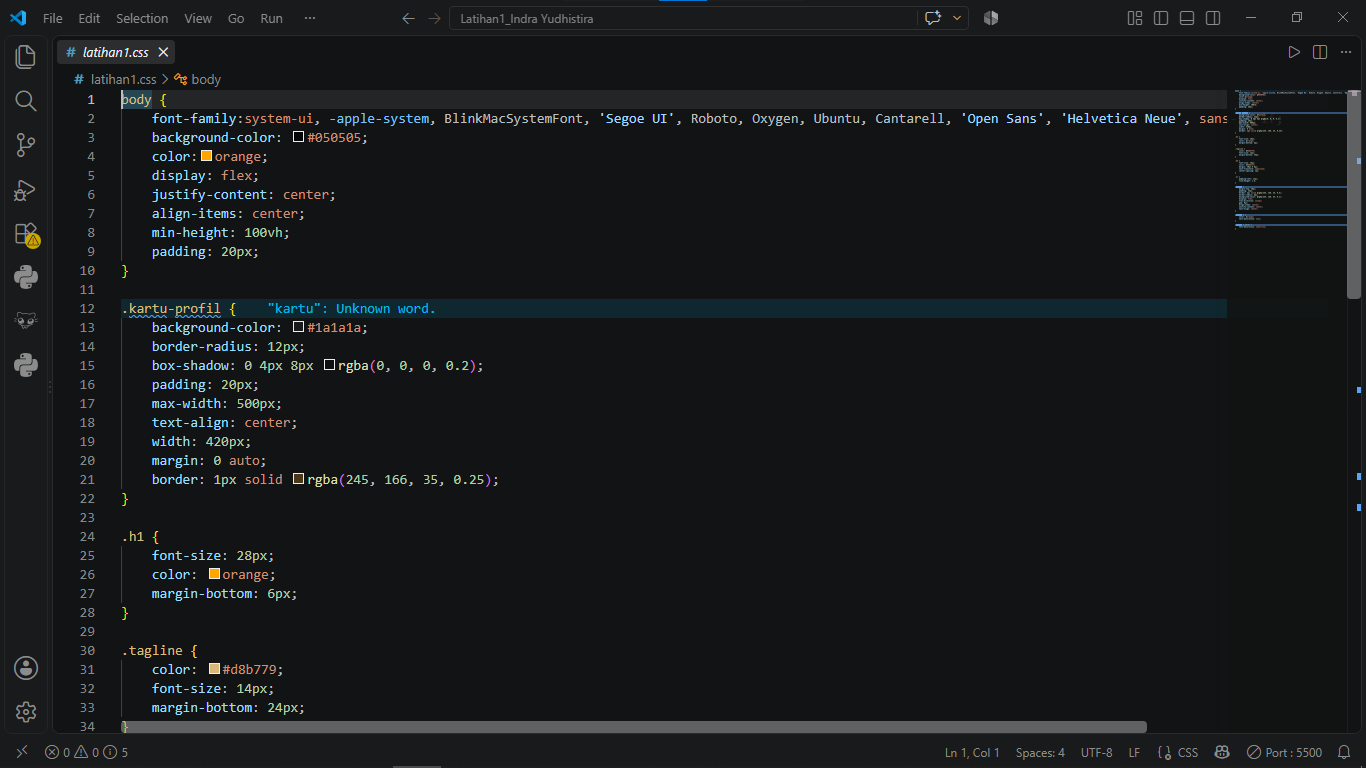 File Edit Selection View Go Run ···
Latihan1_Indra Yudhistira
# latihan1.css
# latihan1.css > body
1 body {
2 font-family:system-ui, -apple-system, BlinkMacSystemFont, 'Segoe UI', Roboto, Oxygen, Ubuntu, Cantarell, 'Open Sans', 'Helvetica Neue', sans
3 background-color: #050505;
4 color: orange;
5 display: flex;
6 justify-content: center;
7 align-items: center;
8 min-height: 100vh;
9 padding: 20px;
10 }
11
12 .kartu-profil { "kartu": Unknown word.
13 background-color: #1a1a1a;
14 border-radius: 12px;
15 box-shadow: 0 4px 8px rgba(0, 0, 0, 0.2);
16 padding: 20px;
17 max-width: 500px;
18 text-align: center;
19 width: 420px;
20 margin: 0 auto;
21 border: 1px solid rgba(245, 166, 35, 0.25);
22 }
23
24 .h1 {
25 font-size: 28px;
26 color: orange;
27 margin-bottom: 6px;
28 }
29
30 .tagline {
31 color: #d8b779;
32 font-size: 14px;
33 margin-bottom: 24px;
34 }
0 0 5 Ln 1, Col 1 Spaces: 4 UTF-8 LF {} CSS Port : 5500